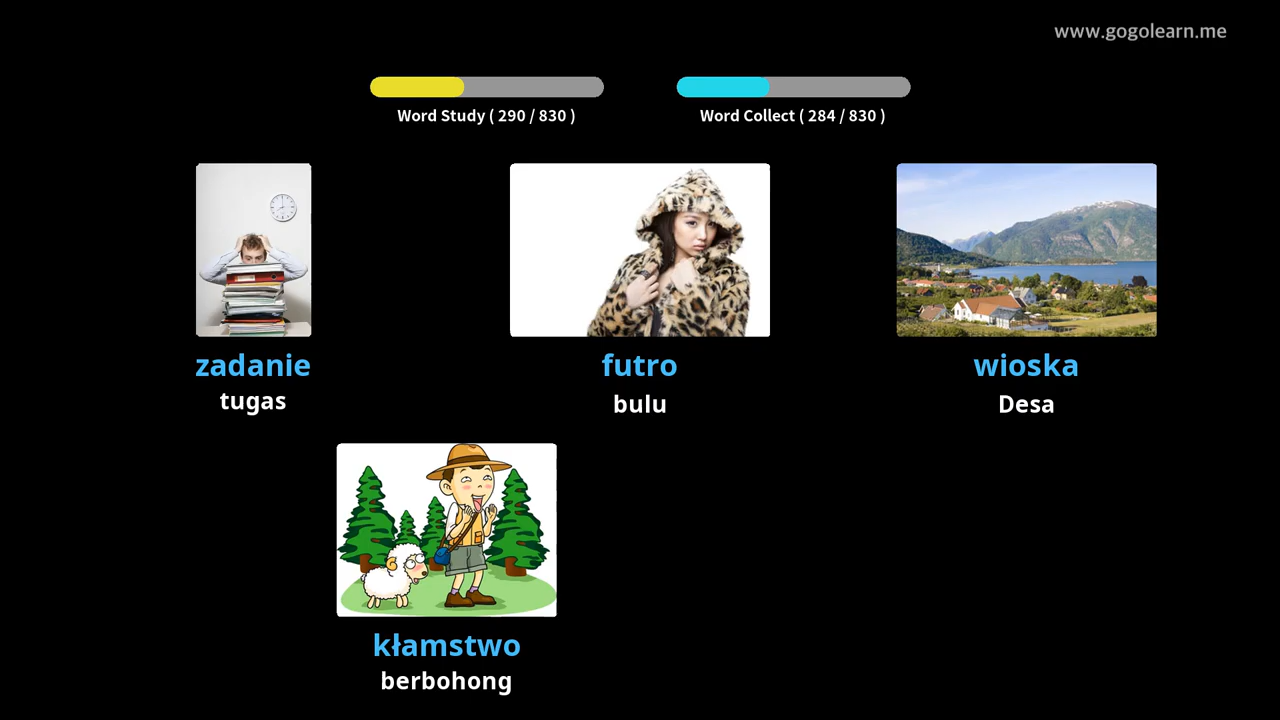 www.gogolearn.me
Word Study ( 290 / 830 )
Word Collect ( 284 / 830 )
zadanie
tugas
futro
bulu
wioska
Desa
kłamstwo
berbohong